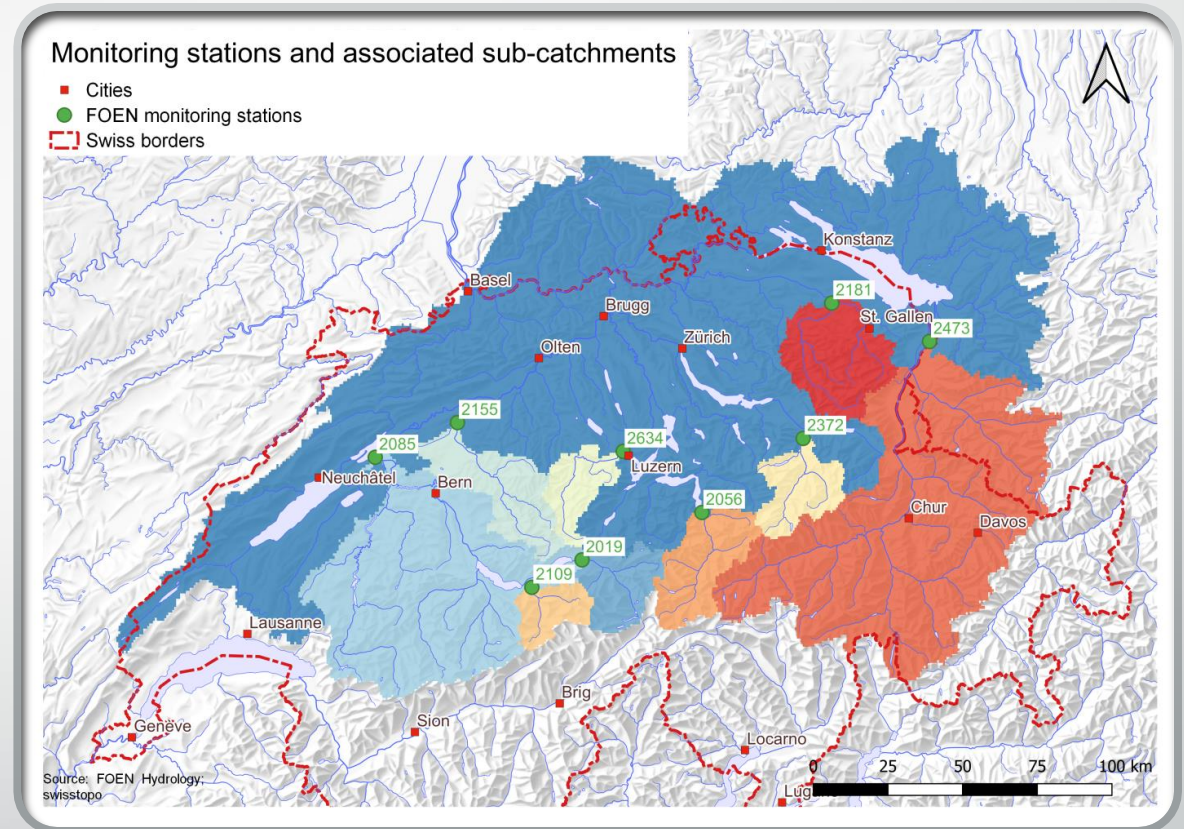 Monitoring stations and associated sub-catchments
Cities
FOEN monitoring stations
Swiss borders
Konstanz
Basel
2181
Brugg
St. Gallen
2473
Zürich
Olten
2155
2372
2634
2085
Luzern
Neuchâtel
Bern
2056
Chur
Davos
2019
2109
Lausanne
Brig
Sion
Genève
Locarno
0 25 50 75 100 km
Source: FOEN Hydrology;
swisstopo